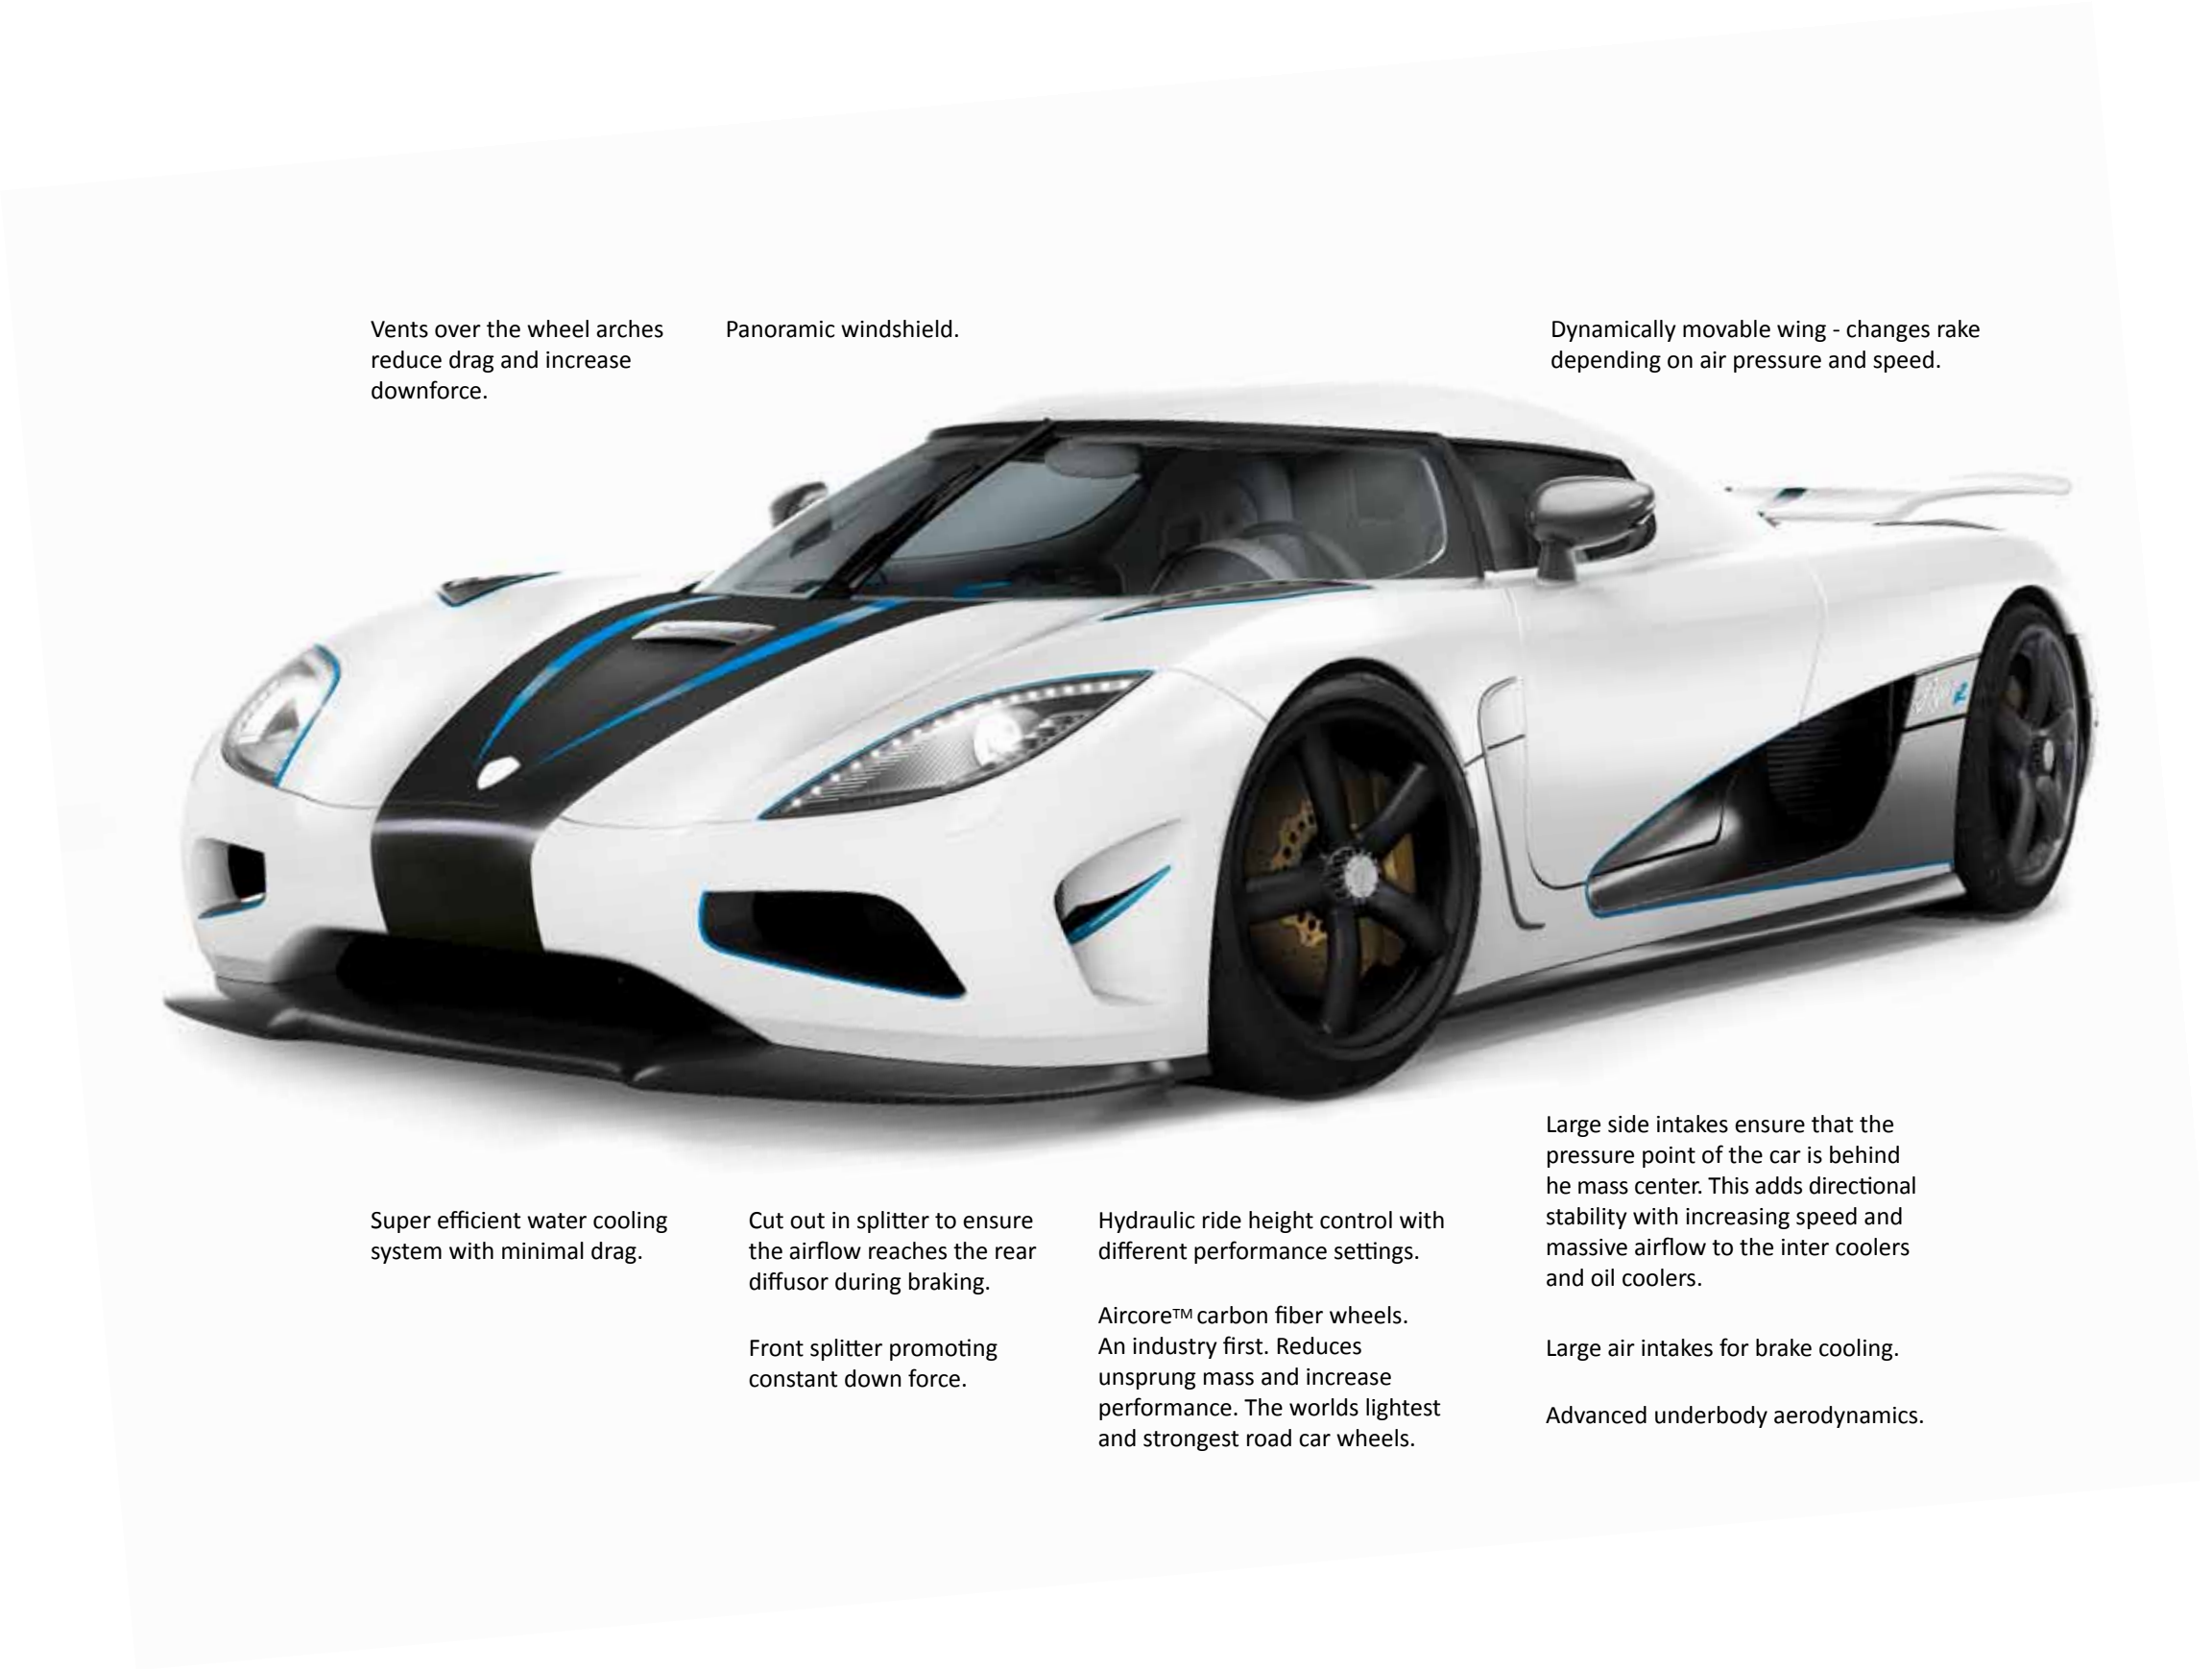 Vents over the wheel arches
reduce drag and increase
downforce.
Panoramic windshield.
Dynamically movable wing - changes rake
depending on air pressure and speed.
Super efficient water cooling
system with minimal drag.
Cut out in splitter to ensure
the airflow reaches the rear
diffusor during braking.
Front splitter promoting
constant down force.
Hydraulic ride height control with
different performance settings.
Aircore™ carbon fiber wheels.
An industry first. Reduces
unsprung mass and increase
performance. The worlds lightest
and strongest road car wheels.
Large side intakes ensure that the
pressure point of the car is behind
he mass center. This adds directional
stability with increasing speed and
massive airflow to the inter coolers
and oil coolers.
Large air intakes for brake cooling.
Advanced underbody aerodynamics.